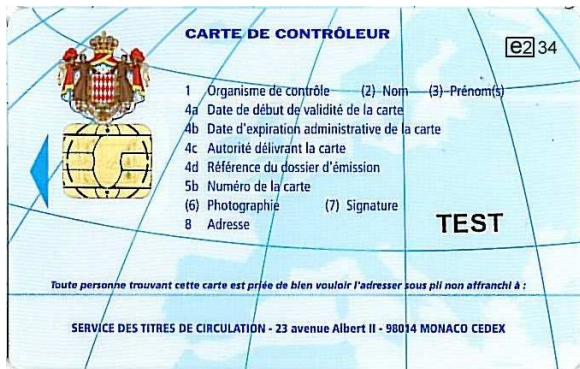 CARTE DE CONTRÔLEUR
e2 34
1 Organisme de contrôle (2) Nom (3) Prénom(s)
4a Date de début de validité de la carte
4b Date d'expiration administrative de la carte
4c Autorité délivrant la carte
4d Référence du dossier d'émission
5b Numéro de la carte
(6) Photographie (7) Signature
8 Adresse
TEST
Toute personne trouvant cette carte est priée de bien vouloir l'adresser sous pli non affranchi à :
SERVICE DES TITRES DE CIRCULATION - 23 avenue Albert II - 98014 MONACO CEDEX